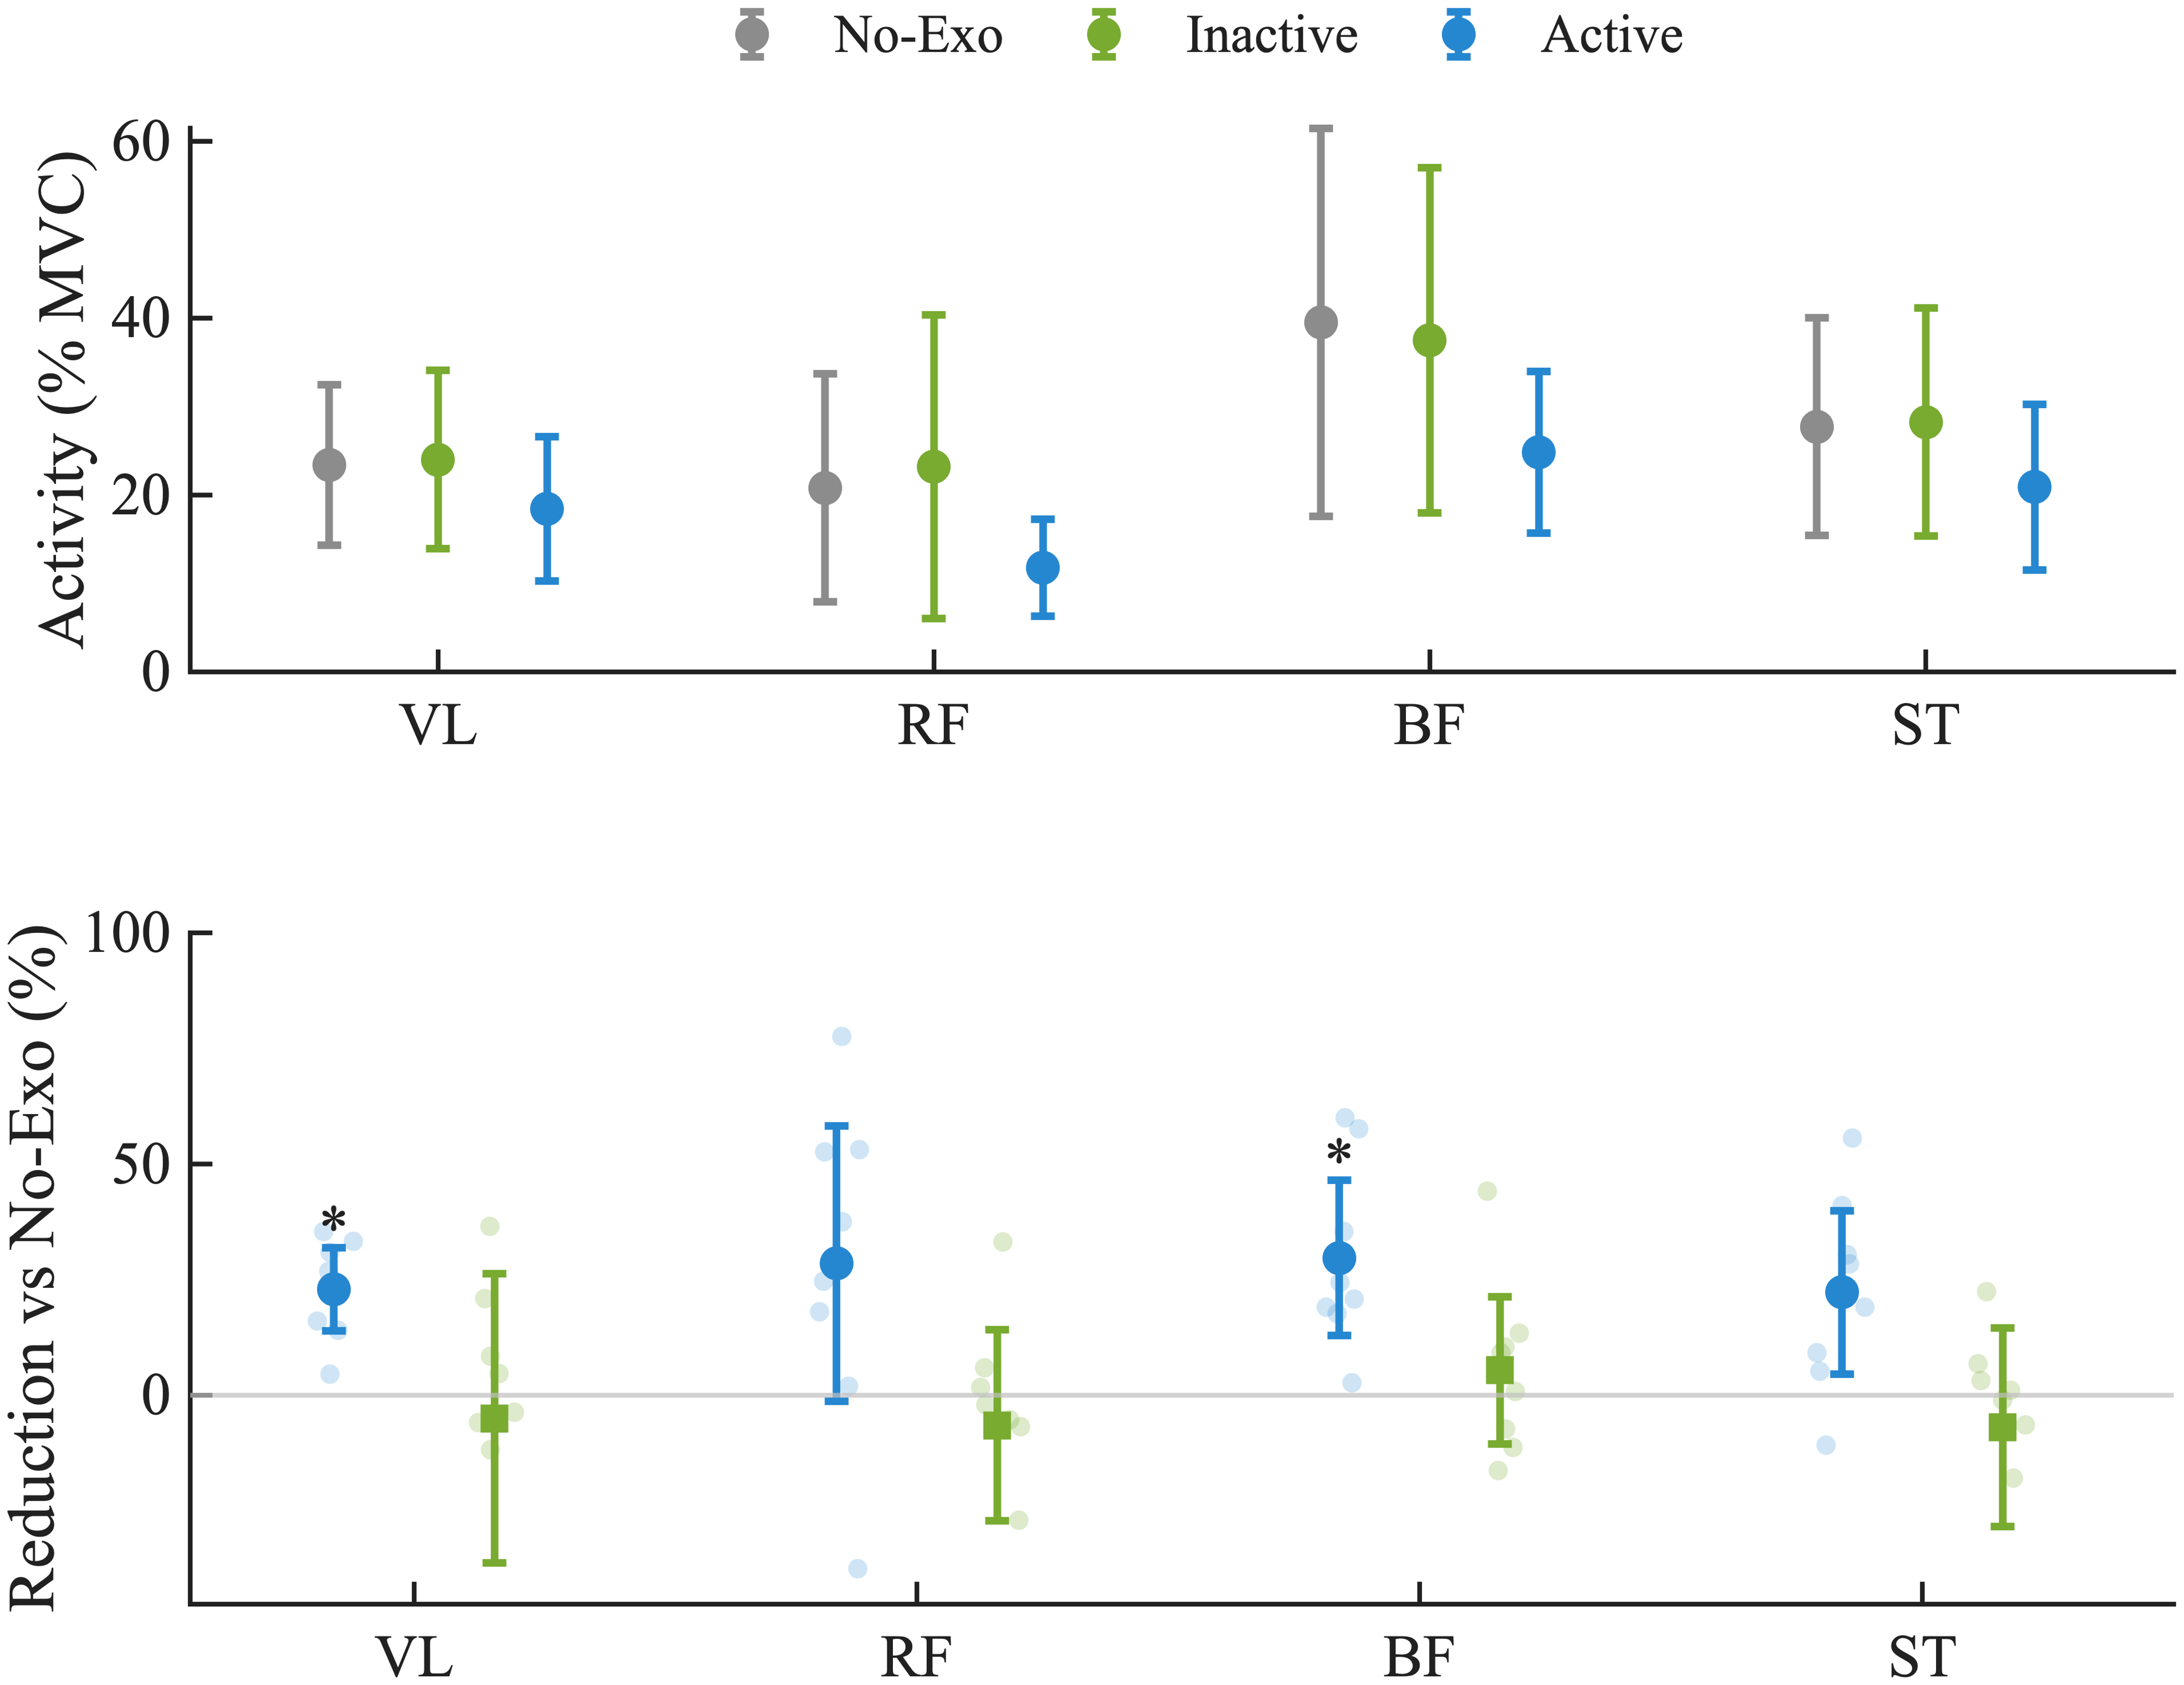 No-Exo Inactive Active
Activity (% MVC)
60
40
20
0
VL RF BF ST
Reduction vs No-Exo (%)
100
50
0
*
*
VL RF BF ST